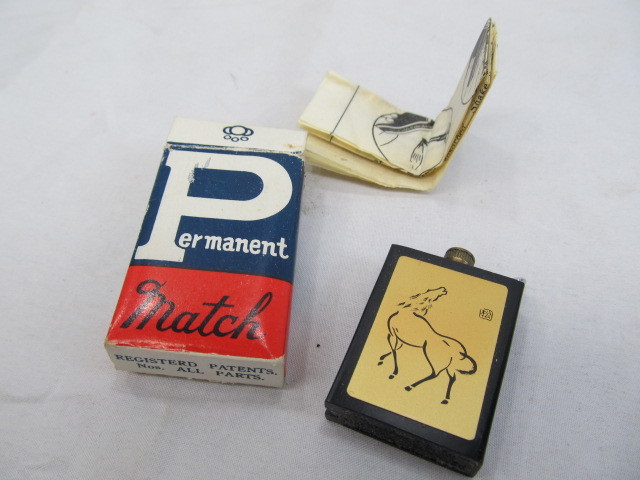 Permanent
Match
REGISTERD PATENTS.
Nos. ALL PARTS.